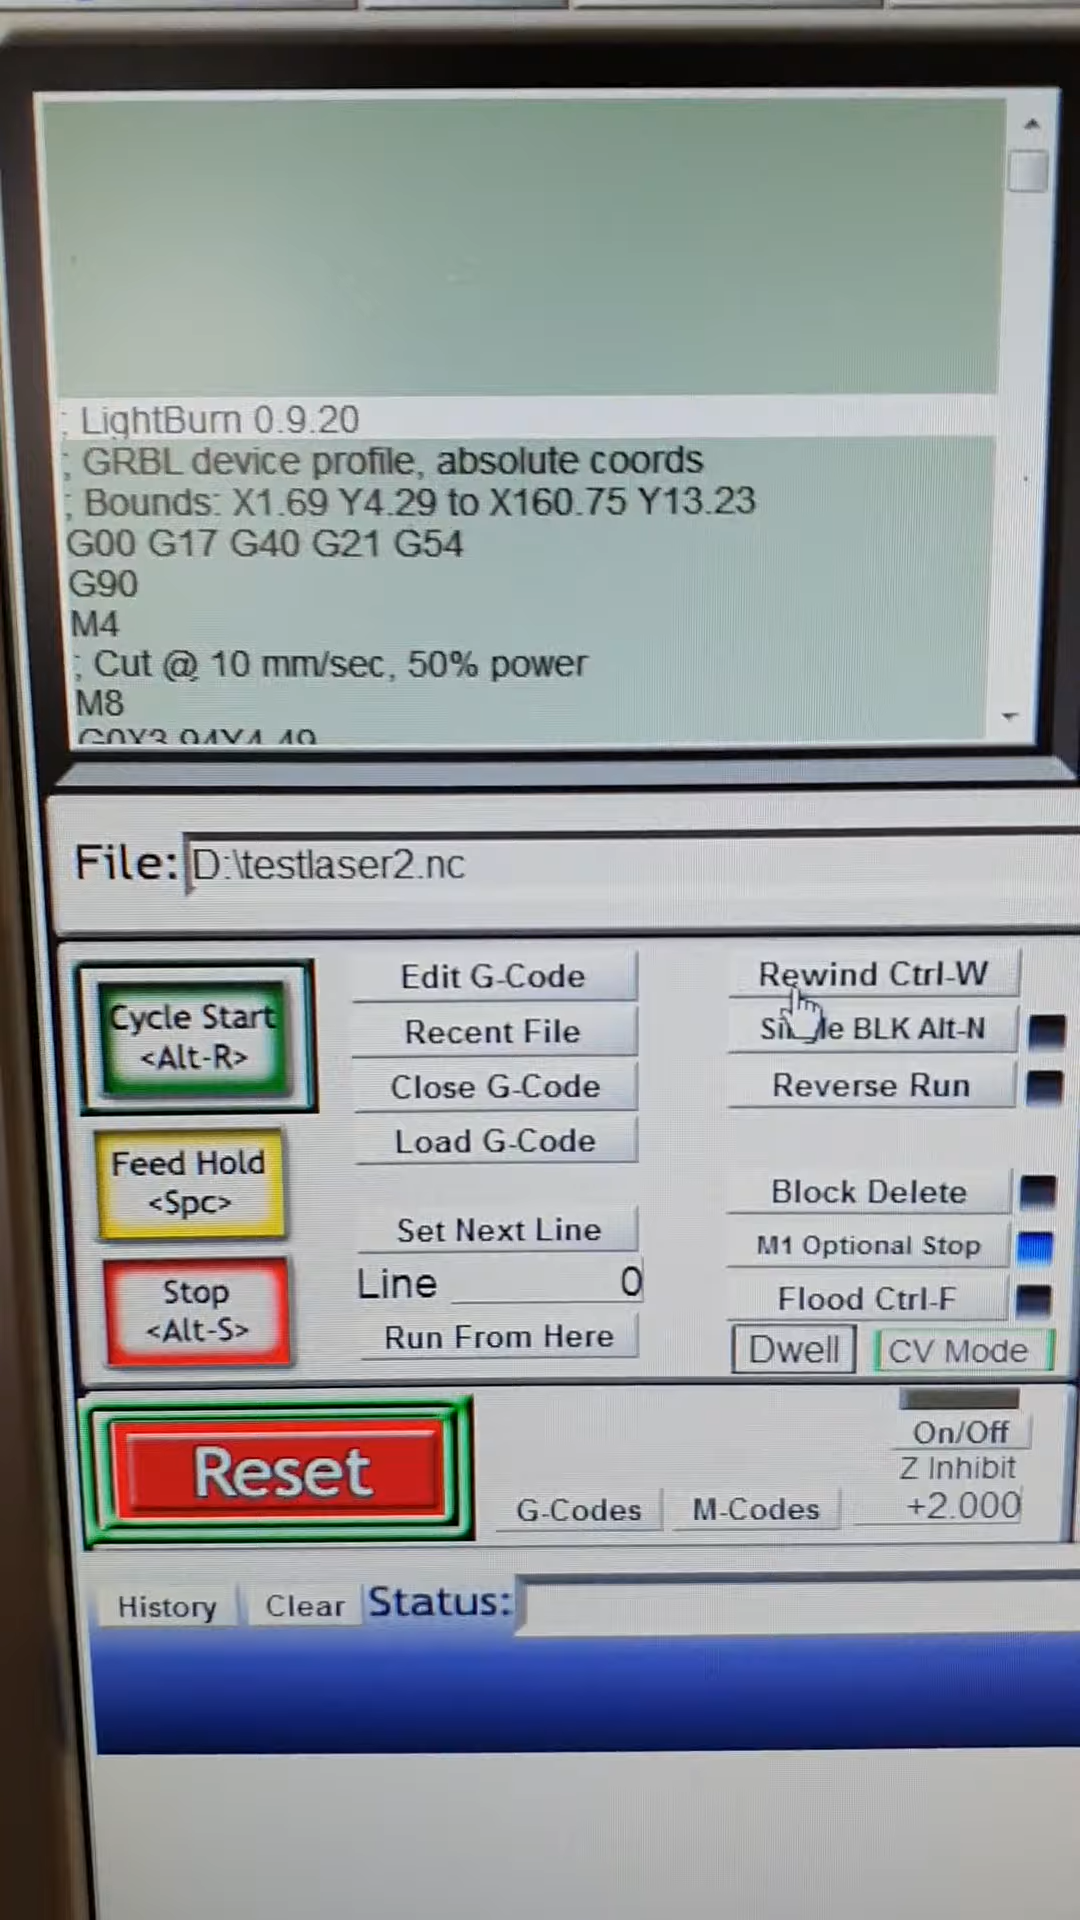 ; LightBurn 0.9.20
; GRBL device profile, absolute coords
; Bounds: X1.69 Y4.29 to X160.75 Y13.23
G00 G17 G40 G21 G54
G90
M4
; Cut @ 10 mm/sec, 50% power
M8
File: D:\testlaser2.nc
Cycle Start
<Alt-R>
Feed Hold
<Spc>
Stop
<Alt-S>
Edit G-Code
Recent File
Close G-Code
Load G-Code
Set Next Line
Line 0
Run From Here
Rewind Ctrl-W
BLK Alt-N
Reverse Run
Block Delete
M1 Optional Stop
Flood Ctrl-F
Dwell CV Mode
Reset
G-Codes M-Codes
On/Off
Z Inhibit
+2.000
History Clear Status: